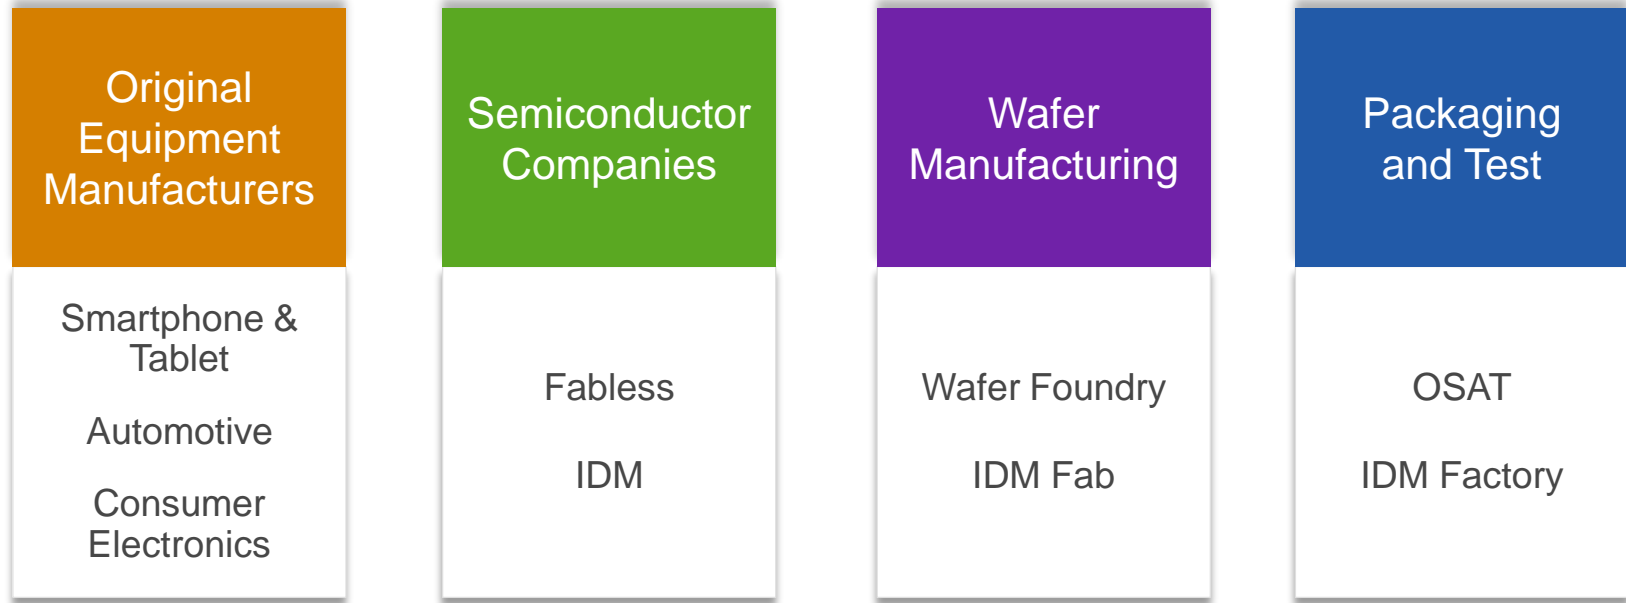 Original
Equipment
Manufacturers
Smartphone &
Tablet
Automotive
Consumer
Electronics
Semiconductor
Companies
Fabless
IDM
Wafer
Manufacturing
Wafer Foundry
IDM Fab
Packaging
and Test
OSAT
IDM Factory